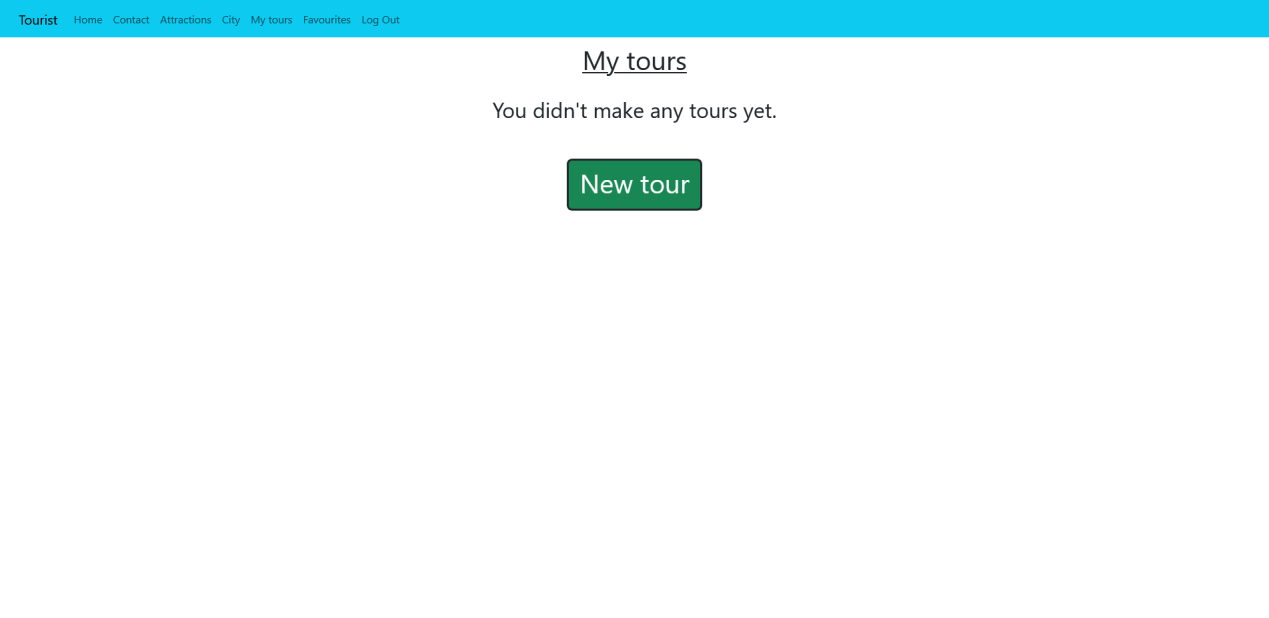 Tourist Home Contact Attractions City My tours Favourites Log Out
My tours
You didn't make any tours yet.
New tour